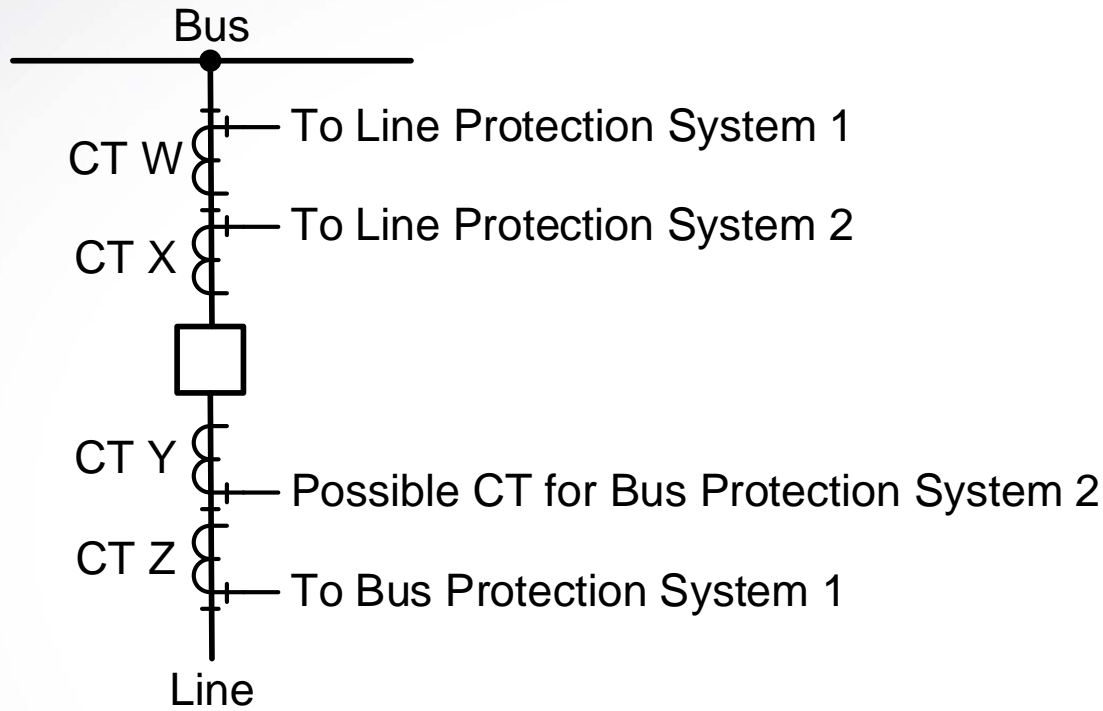 Bus
To Line Protection System 1
CT W
To Line Protection System 2
CT X
CT Y
Possible CT for Bus Protection System 2
CT Z
To Bus Protection System 1
Line